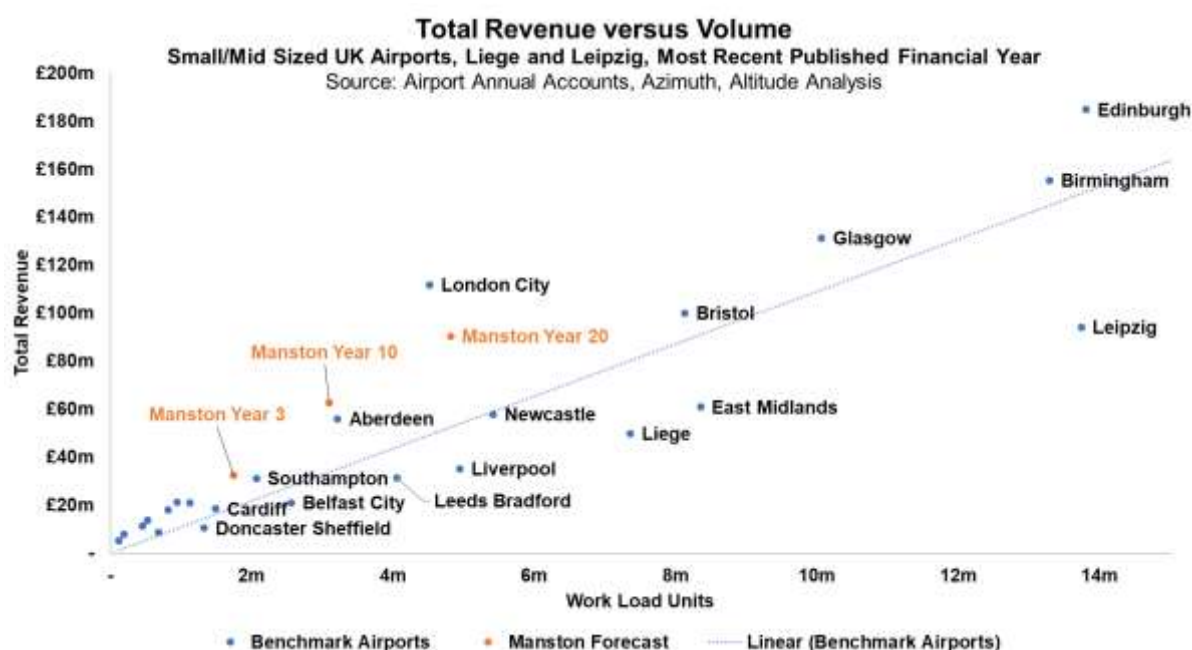 Total Revenue versus Volume
Small/Mid Sized UK Airports, Liege and Leipzig, Most Recent Published Financial Year
Source: Airport Annual Accounts, Azimuth, Altitude Analysis
£200m
£180m
£160m
£140m
£120m
£100m
£80m
£60m
£40m
£20m
-
Total Revenue
Edinburgh
Birmingham
Glasgow
London City
Bristol
Leipzig
Manston Year 20
Manston Year 10
East Midlands
Manston Year 3
Aberdeen
Newcastle
Liege
Liverpool
Southampton
Leeds Bradford
Cardiff
Belfast City
Doncaster Sheffield
- 2m 4m 6m 8m 10m 12m 14m
Work Load Units
Benchmark Airports Manston Forecast Linear (Benchmark Airports)